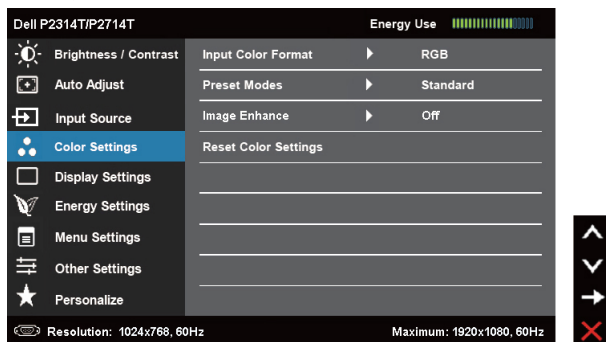 Dell P2314T/P2714T Energy Use
Brightness / Contrast Input Color Format RGB
Auto Adjust Preset Modes Standard
Input Source Image Enhance Off
Color Settings Reset Color Settings
Display Settings
Energy Settings
Menu Settings
Other Settings
Personalize
Resolution: 1024x768, 60Hz Maximum: 1920x1080, 60Hz